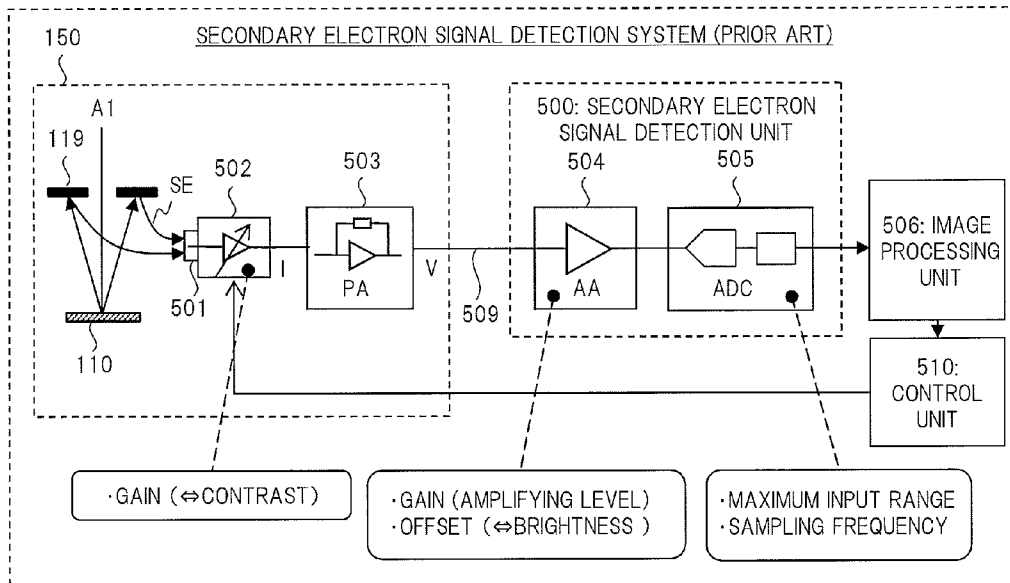 SECONDARY ELECTRON SIGNAL DETECTION SYSTEM (PRIOR ART)
150
A1
119
SE
502
503
I
PA
V
501
110
509
500: SECONDARY ELECTRON
SIGNAL DETECTION UNIT
504
505
AA
ADC
506: IMAGE
PROCESSING
UNIT
510:
CONTROL
UNIT
·GAIN (⇔CONTRAST)
·GAIN (AMPLIFYING LEVEL)
·OFFSET (⇔BRIGHTNESS )
·MAXIMUM INPUT RANGE
·SAMPLING FREQUENCY